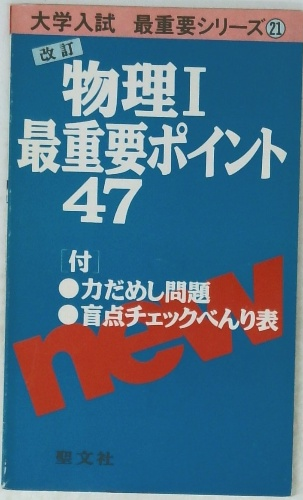 大学入試 最重要シリーズ㉑
改訂
物理I
最重要ポイント
47
[付]
●力だめし問題
●盲点チェックべんり表
new
聖文社